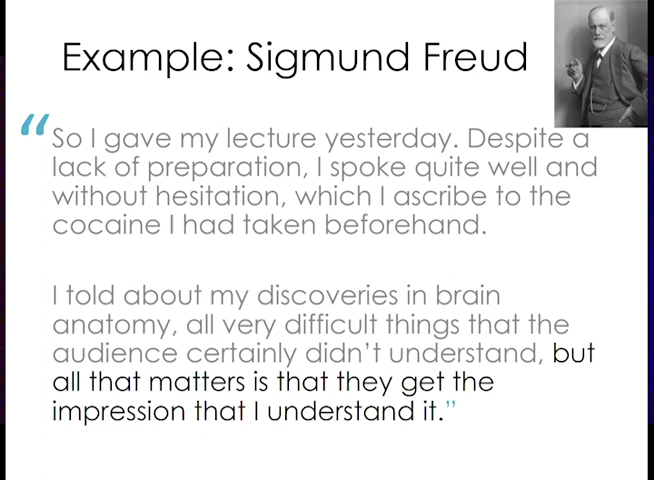 Example: Sigmund Freud
“So I gave my lecture yesterday. Despite a
lack of preparation, I spoke quite well and
without hesitation, which I ascribe to the
cocaine I had taken beforehand.
I told about my discoveries in brain
anatomy, all very difficult things that the
audience certainly didn’t understand, but
all that matters is that they get the
impression that I understand it.”